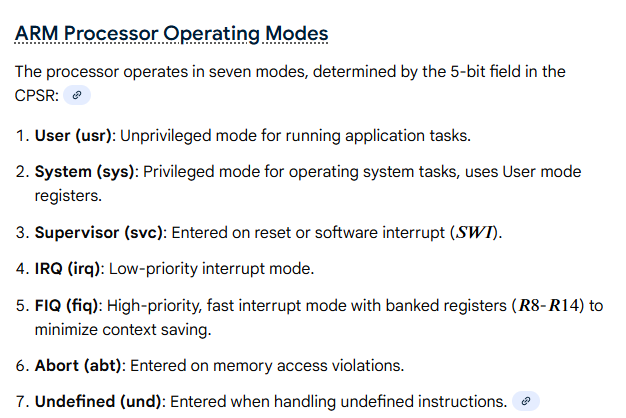 ARM Processor Operating Modes
The processor operates in seven modes, determined by the 5-bit field in the
CPSR:
1. User (usr): Unprivileged mode for running application tasks.
2. System (sys): Privileged mode for operating system tasks, uses User mode
registers.
3. Supervisor (svc): Entered on reset or software interrupt (SWI).
4. IRQ (irq): Low-priority interrupt mode.
5. FIQ (fiq): High-priority, fast interrupt mode with banked registers (R8-R14) to
minimize context saving.
6. Abort (abt): Entered on memory access violations.
7. Undefined (und): Entered when handling undefined instructions.